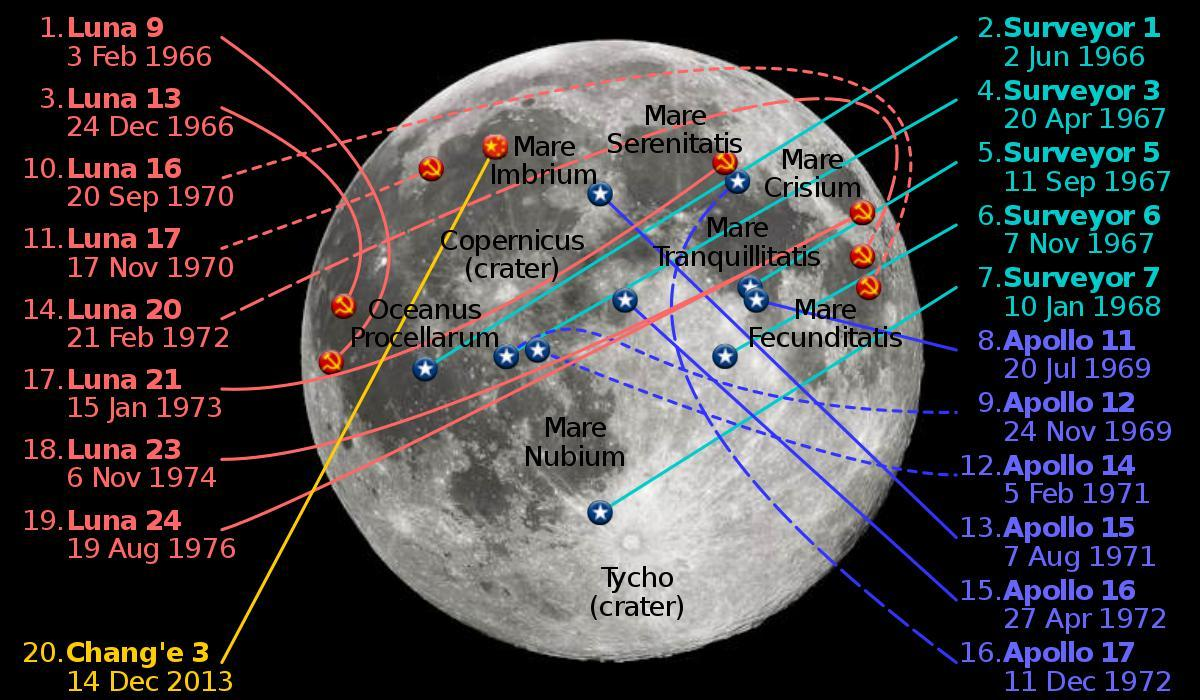 1. Luna 9
3 Feb 1966
3. Luna 13
24 Dec 1966
10. Luna 16
20 Sep 1970
11. Luna 17
17 Nov 1970
14. Luna 20
21 Feb 1972
17. Luna 21
15 Jan 1973
18. Luna 23
6 Nov 1974
19. Luna 24
19 Aug 1976
20. Chang'e 3
14 Dec 2013
Mare
Serenitatis
Mare
Imbrium
Mare
Crisium
Mare
Tranquillitatis
Copernicus
(crater)
Oceanus
Procellarum
Mare
Fecunditatis
Mare
Nubium
Tycho
(crater)
2. Surveyor 1
2 Jun 1966
4. Surveyor 3
20 Apr 1967
5. Surveyor 5
11 Sep 1967
6. Surveyor 6
7 Nov 1967
7. Surveyor 7
10 Jan 1968
8. Apollo 11
20 Jul 1969
9. Apollo 12
24 Nov 1969
12. Apollo 14
5 Feb 1971
13. Apollo 15
7 Aug 1971
15. Apollo 16
27 Apr 1972
16. Apollo 17
11 Dec 1972